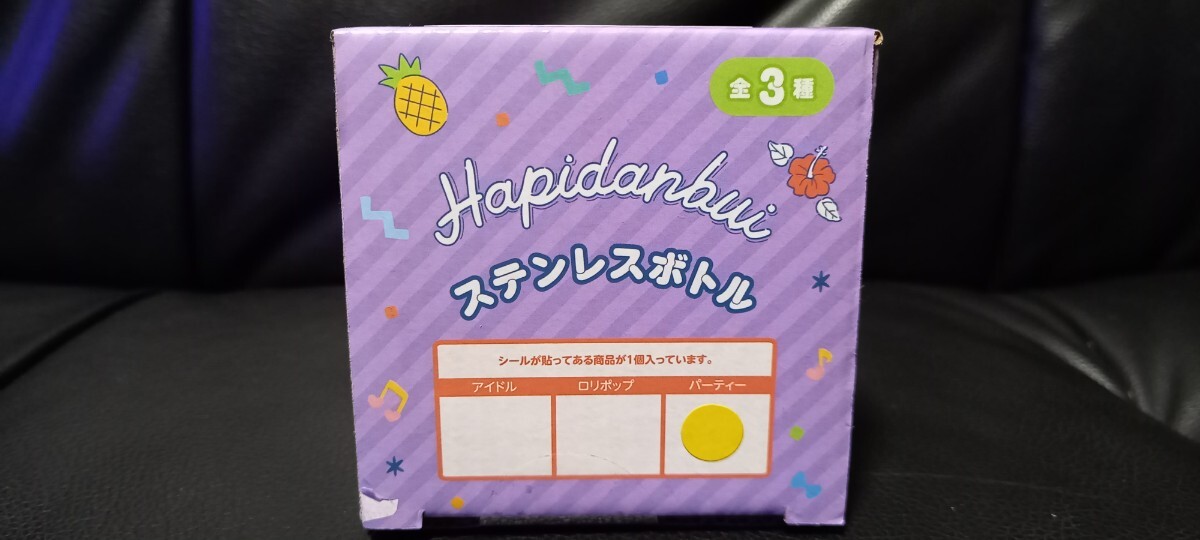 全3種
Hapidanbui
ステンレスボトル
シールが貼ってある商品が1個入っています。
アイドル ロリポップ パーティー